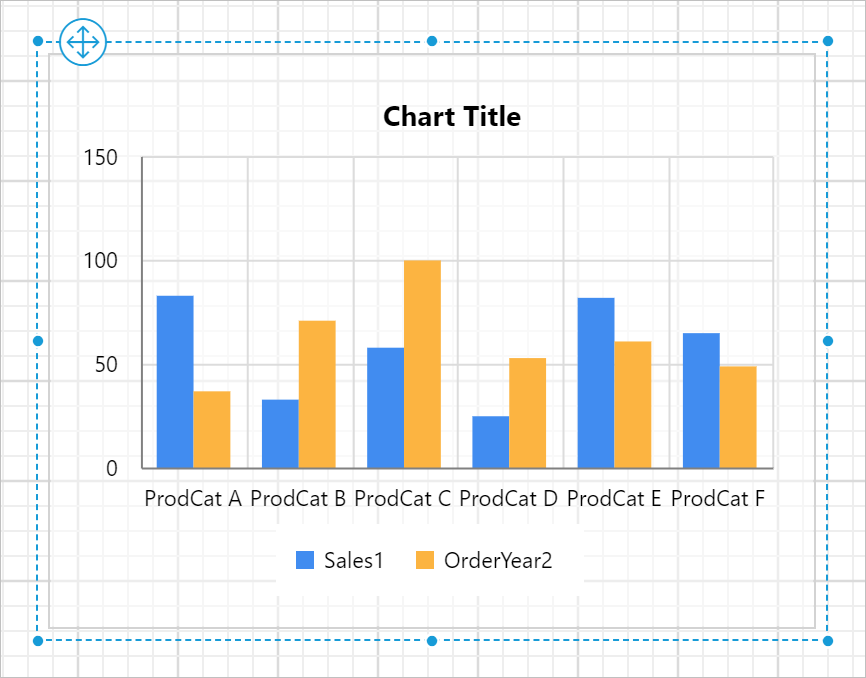 Chart Title
150
100
50
0
ProdCat A ProdCat B ProdCat C ProdCat D ProdCat E ProdCat F
Sales1 OrderYear2